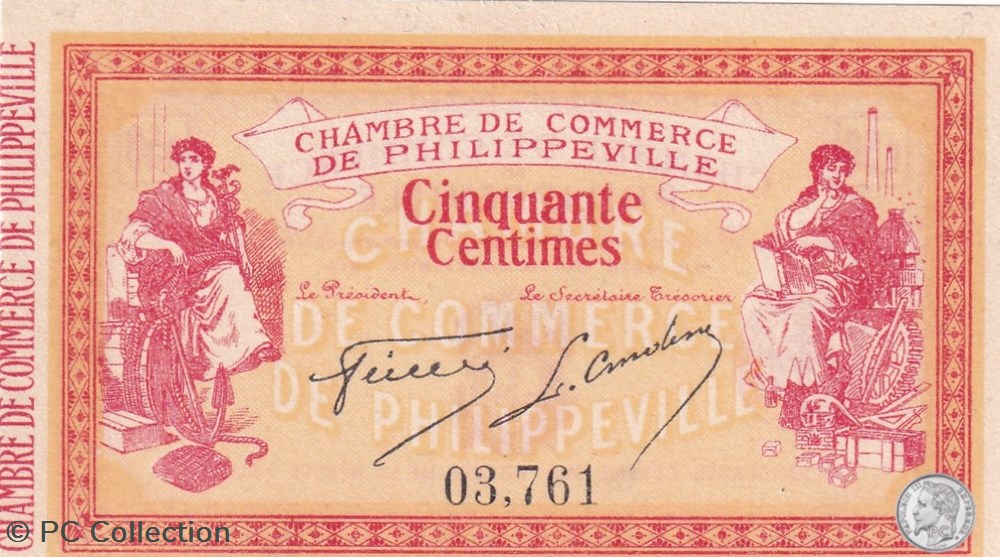 CHAMBRE DE COMMERCE DE PHILIPPEVILLE
CHAMBRE DE COMMERCE
DE PHILIPPEVILLE
Cinquante
Centimes
CHAMBRE
DE COMMERCE
DE PHILIPPEVILLE
Le Président,
Le Secrétaire Trésorier
03,761
© PC Collection
PC